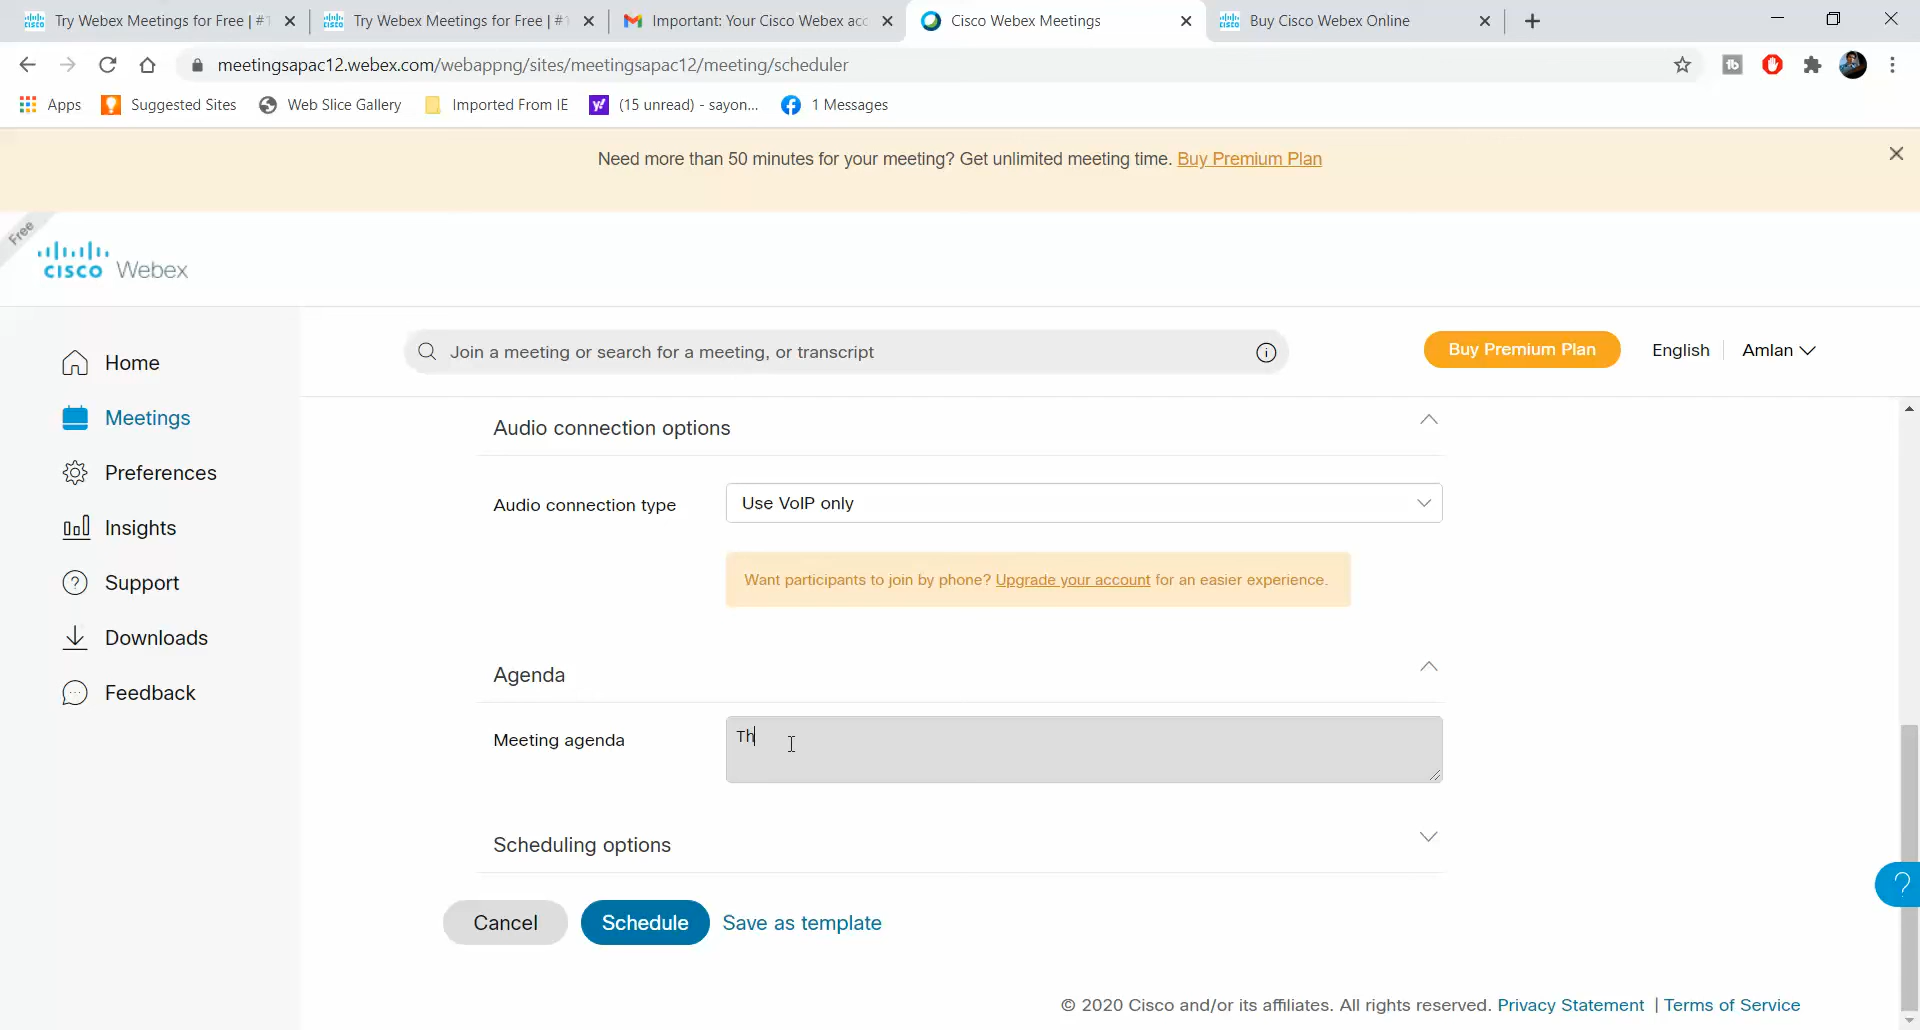 Try Webex Meetings for Free | #1
Try Webex Meetings for Free | #1
Important: Your Cisco Webex acc
Cisco Webex Meetings
Buy Cisco Webex Online
meetingsapac12.webex.com/webappng/sites/meetingsapac12/meeting/scheduler
Apps
Suggested Sites
Web Slice Gallery
Imported From IE
(15 unread) - sayon...
1 Messages
Need more than 50 minutes for your meeting? Get unlimited meeting time. Buy Premium Plan
Free
cisco Webex
Home
Meetings
Preferences
Insights
Support
Downloads
Feedback
Join a meeting or search for a meeting, or transcript
Buy Premium Plan
English
Amlan
Audio connection options
Audio connection type
Use VoIP only
Want participants to join by phone? Upgrade your account for an easier experience.
Agenda
Meeting agenda
Th
Scheduling options
Cancel
Schedule
Save as template
© 2020 Cisco and/or its affiliates. All rights reserved. Privacy Statement | Terms of Service